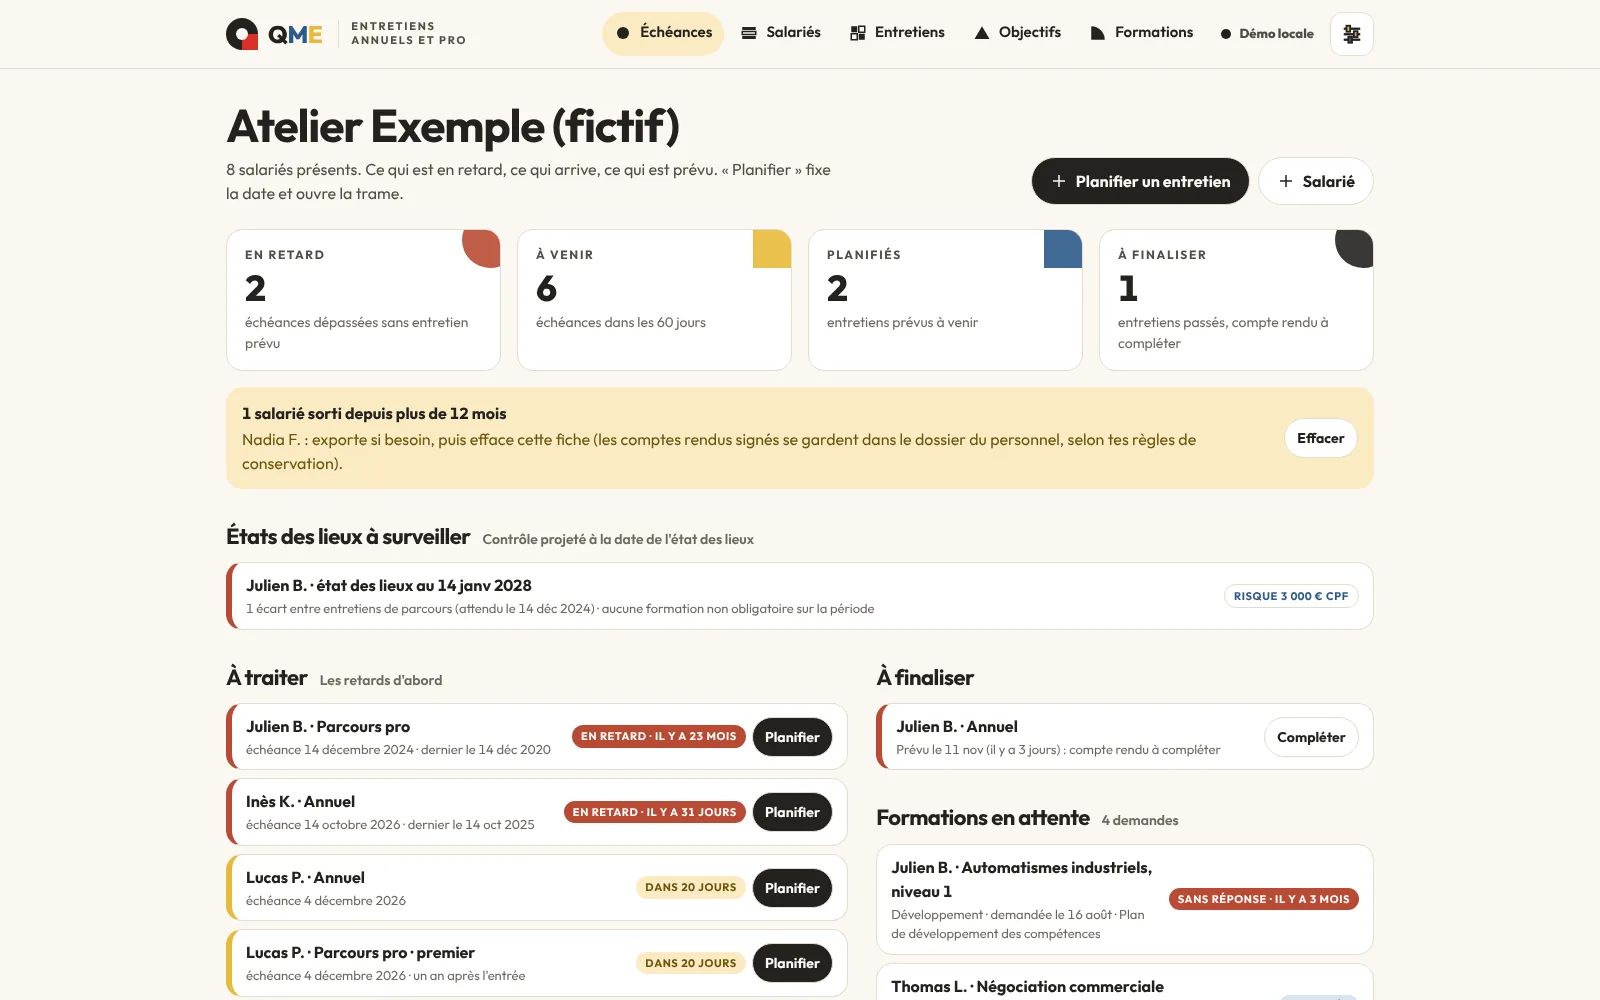 QME
ENTRETIENS
ANNUELS ET PRO
Échéances
Salariés
Entretiens
Objectifs
Formations
Démo locale
Atelier Exemple (fictif)
8 salariés présents. Ce qui est en retard, ce qui arrive, ce qui est prévu. « Planifier » fixe
la date et ouvre la trame.
+ Planifier un entretien
+ Salarié
EN RETARD
2
échéances dépassées sans entretien
prévu
À VENIR
6
échéances dans les 60 jours
PLANIFIÉS
2
entretiens prévus à venir
À FINALISER
1
entretiens passés, compte rendu à
compléter
1 salarié sorti depuis plus de 12 mois
Nadia F. : exporte si besoin, puis efface cette fiche (les comptes rendus signés se gardent dans le dossier du personnel, selon tes règles de
conservation).
Effacer
États des lieux à surveiller
Contrôle projeté à la date de l'état des lieux
Julien B. · état des lieux au 14 janv 2028
1 écart entre entretiens de parcours (attendu le 14 déc 2024) · aucune formation non obligatoire sur la période
RISQUE 3 000 € CPF
À traiter
Les retards d'abord
Julien B. · Parcours pro
échéance 14 décembre 2024 · dernier le 14 déc 2020
EN RETARD · IL Y A 23 MOIS
Planifier
Inès K. · Annuel
échéance 14 octobre 2026 · dernier le 14 oct 2025
EN RETARD · IL Y A 31 JOURS
Planifier
Lucas P. · Annuel
échéance 4 décembre 2026
DANS 20 JOURS
Planifier
Lucas P. · Parcours pro · premier
échéance 4 décembre 2026 · un an après l'entrée
DANS 20 JOURS
Planifier
À finaliser
Julien B. · Annuel
Prévu le 11 nov (il y a 3 jours) : compte rendu à compléter
Compléter
Formations en attente
4 demandes
Julien B. · Automatismes industriels,
niveau 1
Développement · demandée le 16 août · Plan
de développement des compétences
SANS RÉPONSE · IL Y A 3 MOIS
Thomas L. · Négociation commerciale